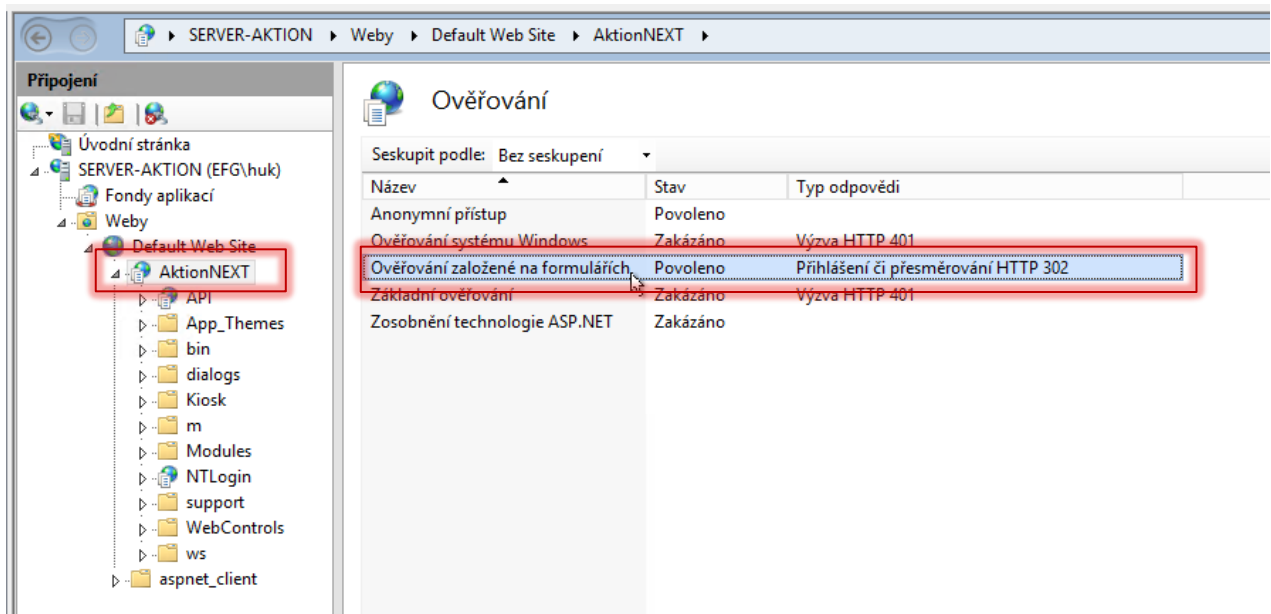 SERVER-AKTION Weby Default Web Site AktionNEXT
Připojení
Úvodní stránka
SERVER-AKTION (EFG\huk)
Fondy aplikací
Weby
Default Web Site
AktionNEXT
API
App_Themes
bin
dialogs
Kiosk
m
Modules
NTLogin
support
WebControls
ws
aspnet_client
Ověřování
Seskupit podle: Bez seskupení
Název Stav Typ odpovědi
Anonymní přístup Povoleno
Ověřování systému Windows Zakázáno Výzva HTTP 401
Ověřování založené na formulářích Povoleno Přihlášení či přesměrování HTTP 302
Základní ověřování Zakázáno Výzva HTTP 401
Zosobnění technologie ASP.NET Zakázáno